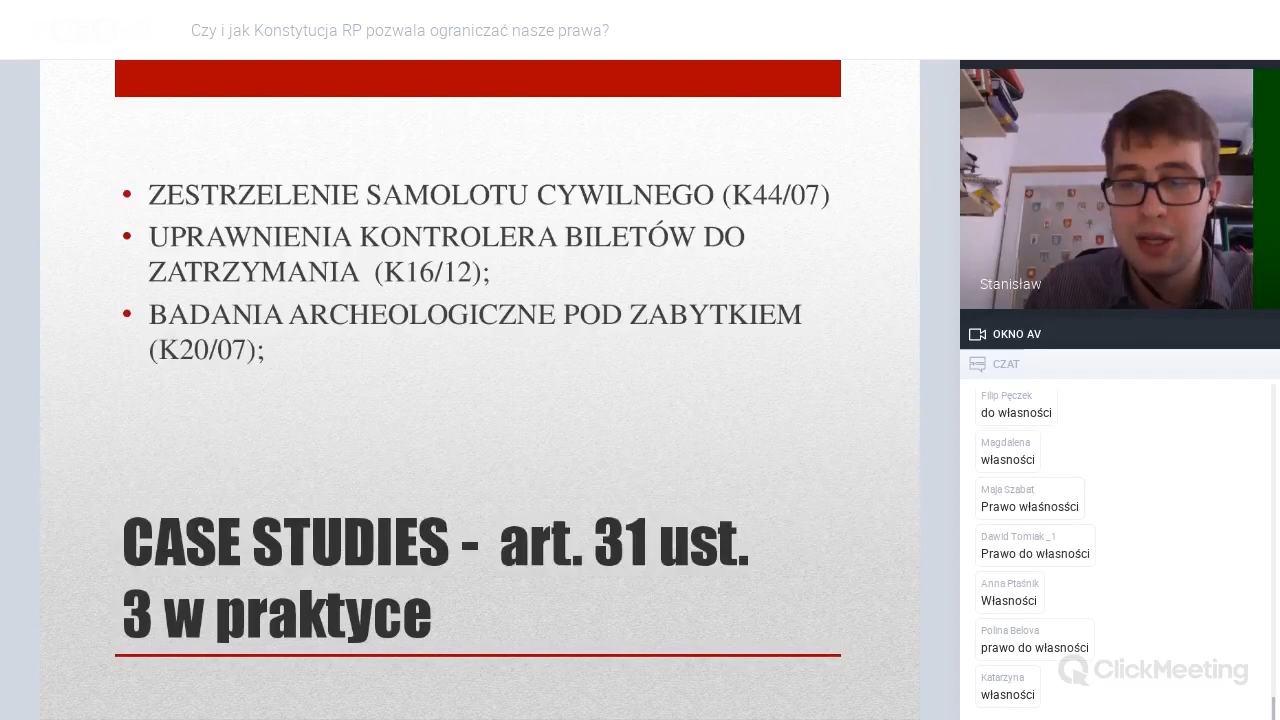 Czy i jak Konstytucja RP pozwala ograniczać nasze prawa?
• ZESTRZELENIE SAMOLOTU CYWILNEGO (K44/07)
• UPRAWNIENIA KONTROLERA BILETÓW DO
ZATRZYMANIA (K16/12);
• BADANIA ARCHEOLOGICZNE POD ZABYTKIEM
(K20/07);
CASE STUDIES - art. 31 ust.
3 w praktyce
Stanisław
OKNO AV
CZAT
Filip Pęczek
do własności
Magdalena
własności
Maja Szabat
Prawo właśnosści
Dawid Tomiak_1
Prawo do własności
Anna Ptaśnik
Własności
Polina Belova
prawo do własności
Katarzyna
własności
ClickMeeting